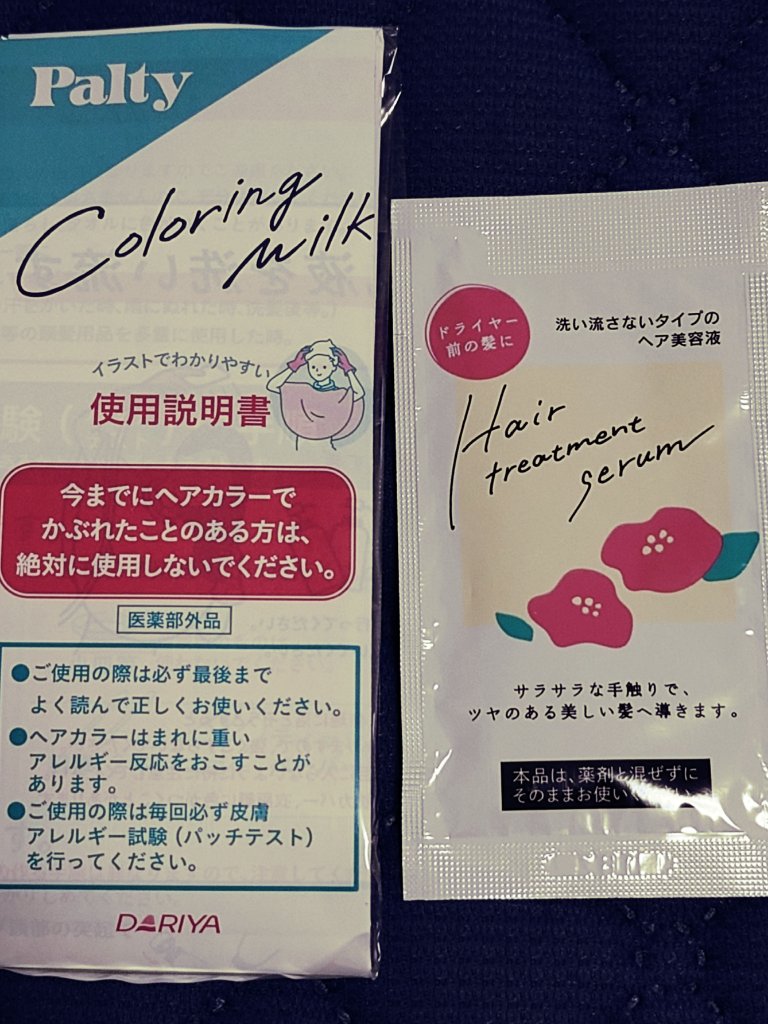 Palty
Coloring
milk
イラストでわかりやすい
使用説明書
今までにヘアカラーで
かぶれたことのある方は、
絶対に使用しないでください。
医薬部外品
●ご使用の際は必ず最後まで
よく読んで正しくお使いください。
●ヘアカラーはまれに重い
アレルギー反応をおこすことが
あります。
●ご使用の際は毎回必ず皮膚
アレルギー試験（パッチテスト）
を行ってください。
DARIYA
ドライヤー
前の髪に
洗い流さないタイプの
ヘア美容液
Hair
treatment
serum
サラサラな手触りで、
ツヤのある美しい髪へ導きます。
本品は、薬剤と混ぜずに
そのままお使いください。